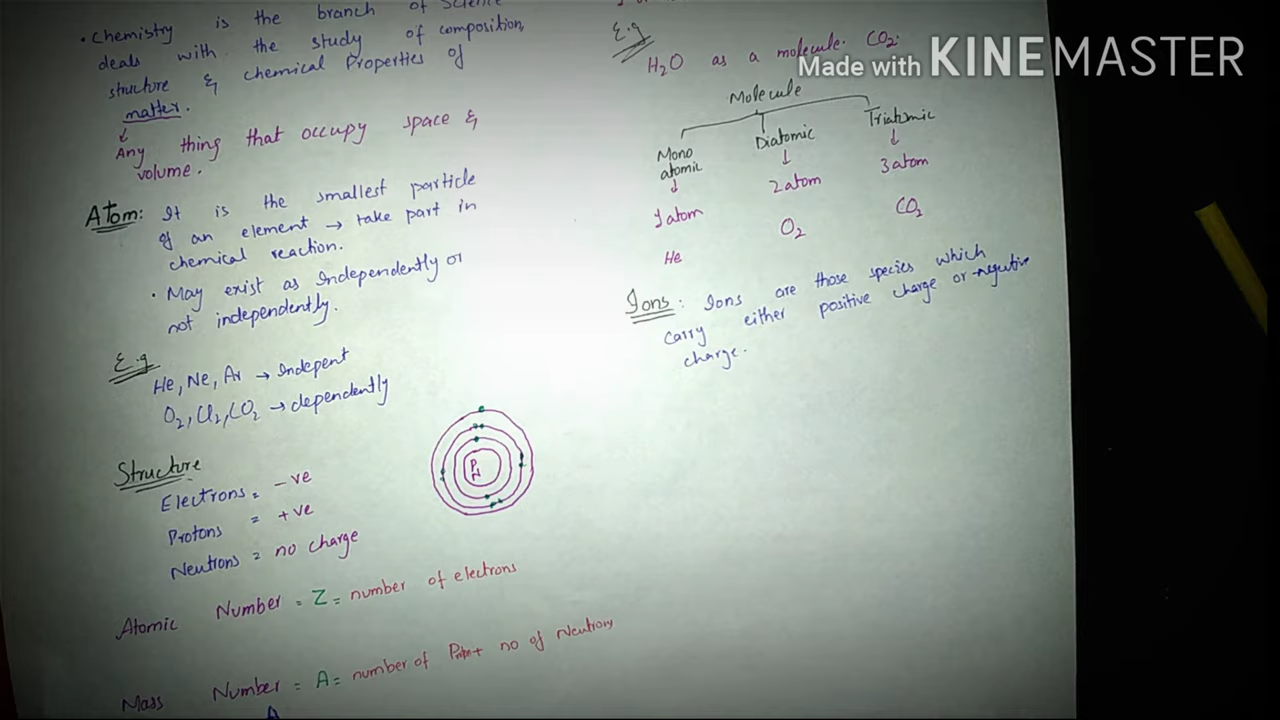 • Chemistry is the branch of Science
deals with the study of composition,
structure & chemical Properties of
matter.
↓
Any thing that occupy space &
volume.
Atom: It is the smallest particle
of an element → take part in
chemical reaction.
• May exist as Independently or
not independently.
E.g
He, Ne, Ar → Indepent
O2, Cl2, CO2 → dependently
Structure
Electrons = -ve
Protons = +ve
Neutrons = no charge
P
N
Atomic Number = Z = number of electrons
Mass Number = A = number of Proton + no of Neutrons
A
E.g
H2O as a molecule. CO2.
Made with KINEMASTER
Molecule
Mono atomic Diatomic Triatomic
↓ ↓ ↓
1 atom 2 atom 3 atom
He O2 CO2
Ions: Ions are those species which
carry either positive charge or negative
charge.